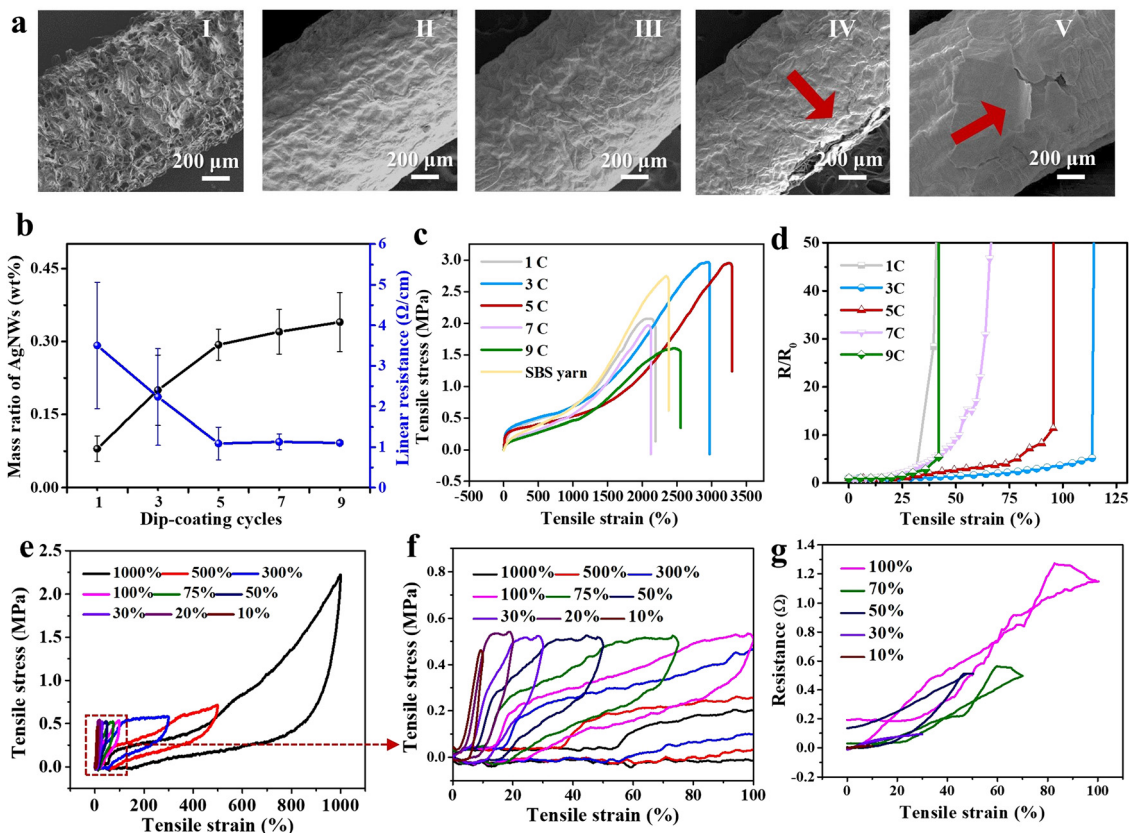 a
I
II
III
IV
V
200 μm
200 μm
200 μm
200 μm
200 μm
b
Mass ratio of AgNWs (wt%)
0.45
0.30
0.15
0.00
1
3
5
7
9
Dip-coating cycles
6
5
4
3
2
1
0
Linear resistance (Ω/cm)
c
Tensile stress (MPa)
3.0
2.5
2.0
1.5
1.0
0.5
0.0
-0.5
1 C
3 C
5 C
7 C
9 C
SBS yarn
-500 0 500 1000 1500 2000 2500 3000 3500
Tensile strain (%)
d
R/R0
50
40
30
20
10
0
1C
3C
5C
7C
9C
0 25 50 75 100 125
Tensile strain (%)
e
Tensile stress (MPa)
2.5
2.0
1.5
1.0
0.5
0.0
1000% 500% 300%
100% 75% 50%
30% 20% 10%
0 200 400 600 800 1000
Tensile strain (%)
f
Tensile stress (MPa)
0.8
0.6
0.4
0.2
0.0
1000% 500% 300%
100% 75% 50%
30% 20% 10%
0 20 40 60 80 100
Tensile strain (%)
g
Resistance (Ω)
1.4
1.2
1.0
0.8
0.6
0.4
0.2
0.0
-0.2
100%
70%
50%
30%
10%
0 20 40 60 80 100
Tensile strain (%)